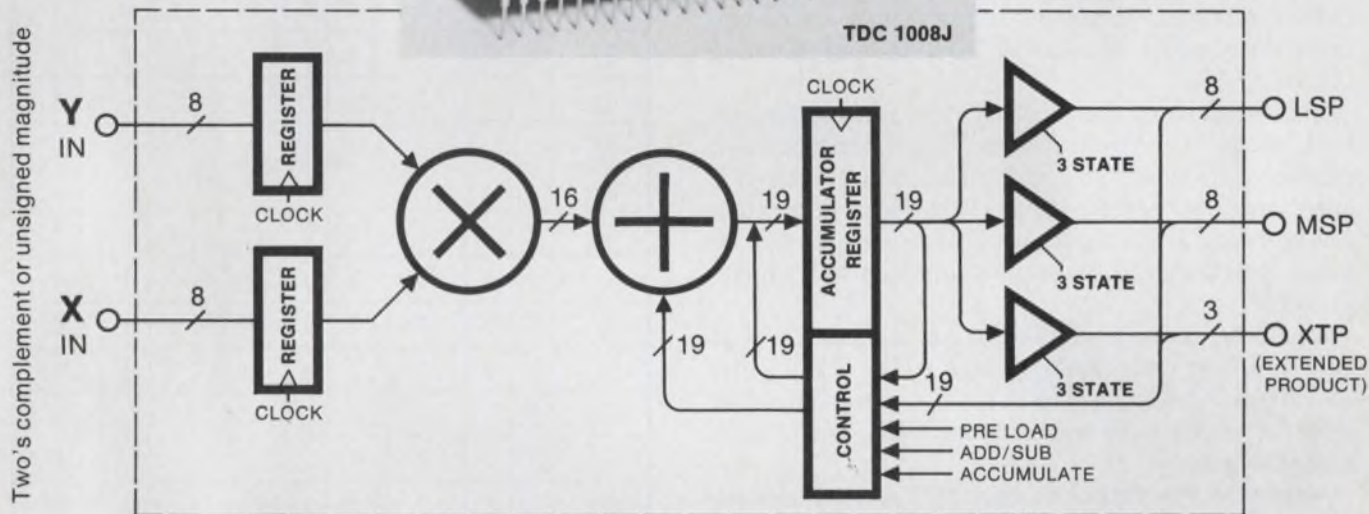 TDC 1008J
Two's complement or unsigned magnitude
Y
IN
8
REGISTER
CLOCK
X
IN
8
REGISTER
CLOCK
16
19
19
19
CLOCK
ACCUMULATOR
REGISTER
CONTROL
19
19
PRE LOAD
ADD/SUB
ACCUMULATE
3 STATE
8
LSP
3 STATE
8
MSP
3 STATE
3
XTP
(EXTENDED
PRODUCT)